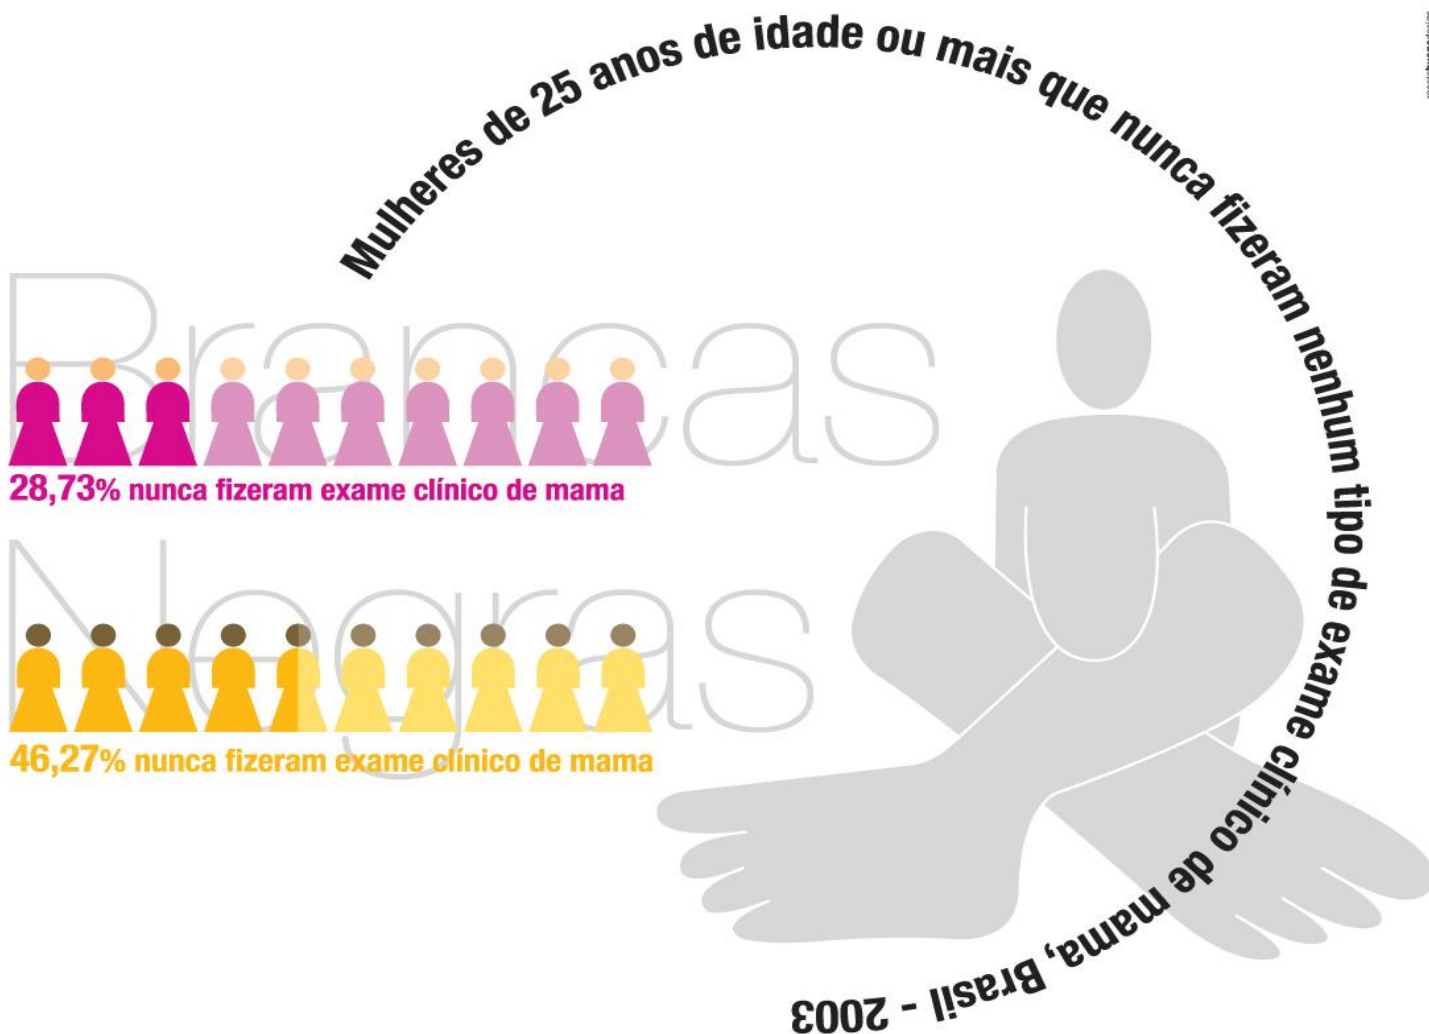 Mulheres de 25 anos de idade ou mais que nunca fizeram nenhum tipo de exame clínico de mama, Brasil - 2003
Brancas
28,73% nunca fizeram exame clínico de mama
Negras
46,27% nunca fizeram exame clínico de mama